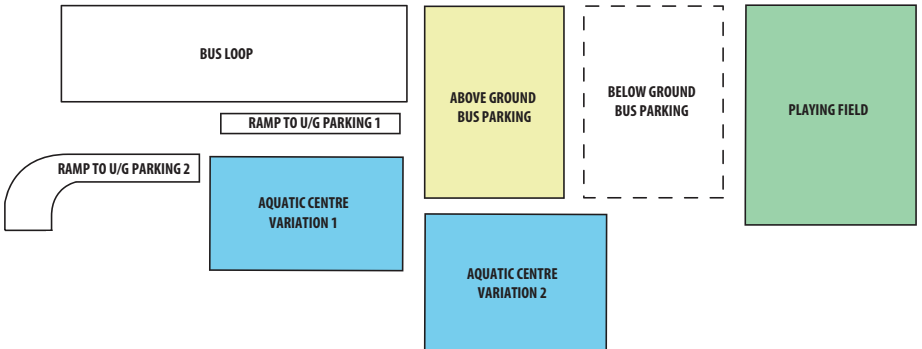 BUS LOOP
RAMP TO U/G PARKING 1
RAMP TO U/G PARKING 2
AQUATIC CENTRE
VARIATION 1
ABOVE GROUND
BUS PARKING
BELOW GROUND
BUS PARKING
PLAYING FIELD
AQUATIC CENTRE
VARIATION 2